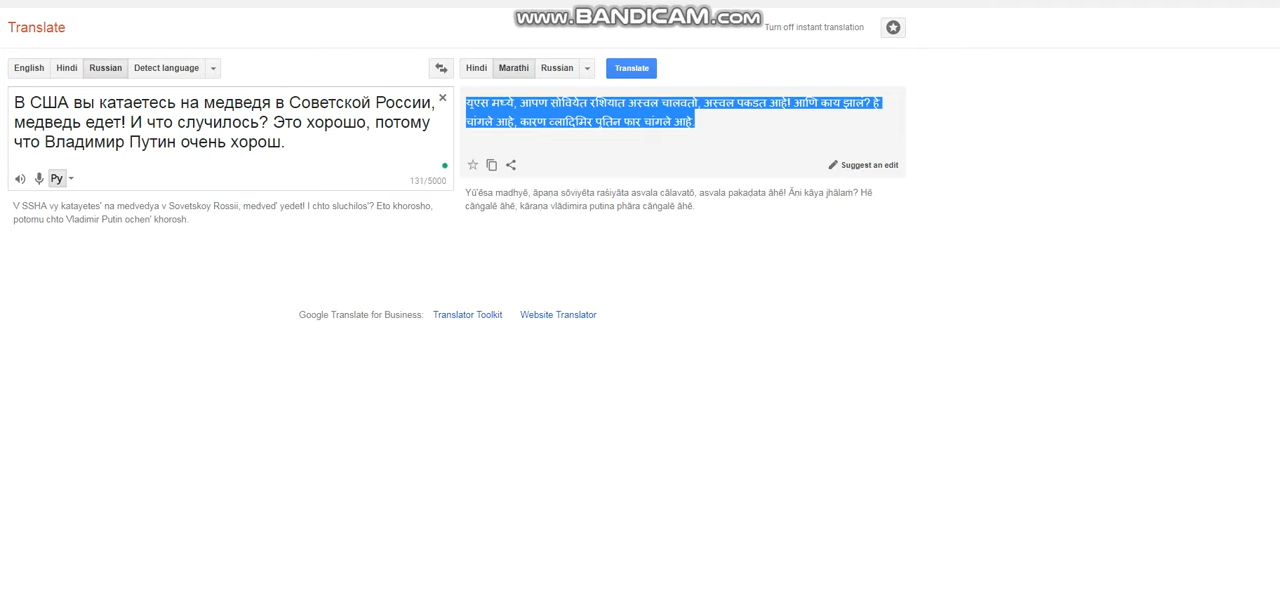 www.BANDICAM.com
Translate
Turn off instant translation
English Hindi Russian Detect language
Hindi Marathi Russian Translate
В США вы катаетесь на медведя в Советской России,
медведь едет! И что случилось? Это хорошо, потому
что Владимир Путин очень хорош.
Ру
131/5000
V SSHA vy katayetes' na medvedya v Sovetskoy Rossii, medved' yedet! I chto sluchilos'? Eto khorosho,
potomu chto Vladimir Putin ochen' khorosh.
यूएस मध्ये, आपण सोवियेत रशियात अस्वल चालवतो, अस्वल पकडत आहे! आणि काय झालं? हे
चांगले आहे, कारण व्लादिमिर पुतिन फार चांगले आहे.
Suggest an edit
Yū'ēsa madhyē, āpaṇa sōviyēta raśiyāta asvala cālavatō, asvala pakaḍata āhē! Āṇi kāya jhālaṁ? Hē
cāṅgalē āhē, kāraṇa vlādimira putina phāra cāṅgalē āhē.
Google Translate for Business: Translator Toolkit Website Translator